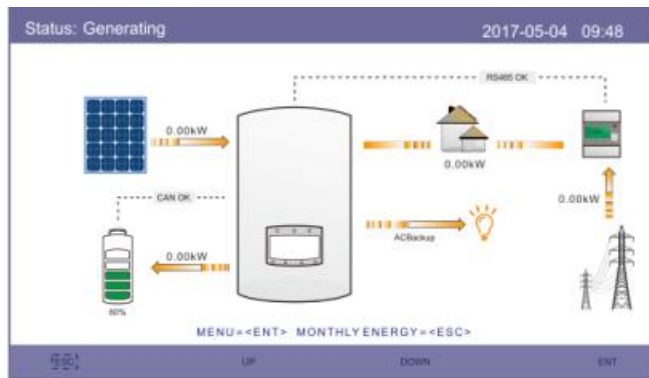 Status: Generating 2017-05-04 09:48
RS485 OK
0.00kW
0.00kW
CAN OK
0.00kW
0.00kW
ACBackup
60%
MENU=<ENT> MONTHLY ENERGY=<ESC>
ESC UP DOWN ENT